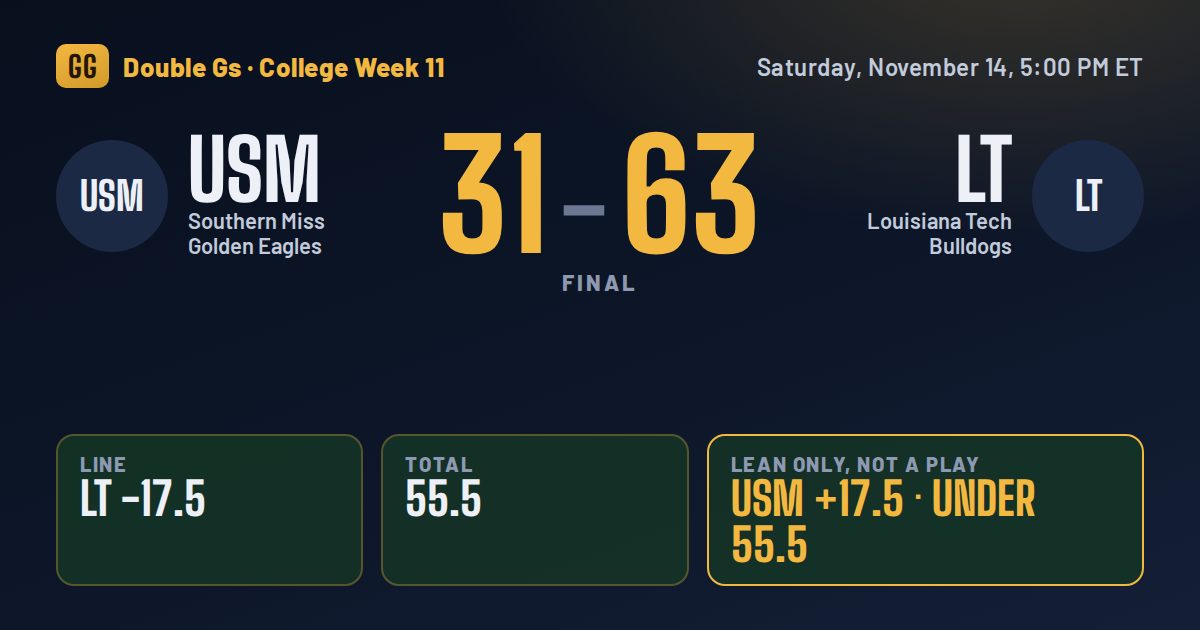 GG
Double Gs · College Week 11
Saturday, November 14, 5:00 PM ET
USM
USM
Southern Miss
Golden Eagles
31 – 63
FINAL
LT
Louisiana Tech
Bulldogs
LT
LINE
LT −17.5
TOTAL
55.5
LEAN ONLY, NOT A PLAY
USM +17.5 · UNDER
55.5